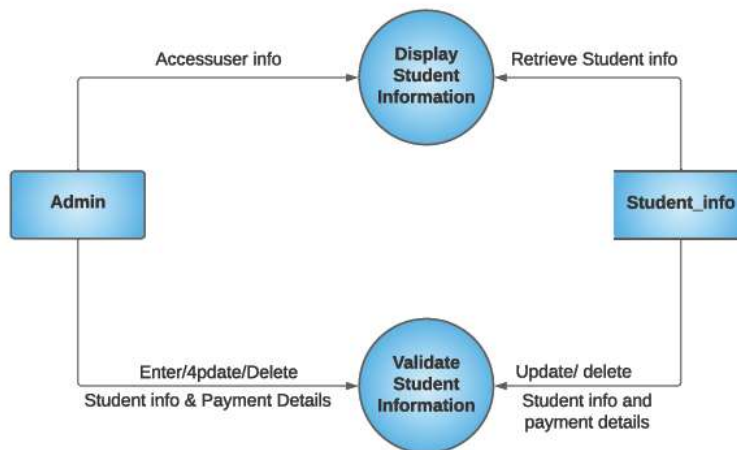 Accessuser info
Display
Student
Information
Retrieve Student info
Admin
Student_info
Enter/4pdate/Delete
Student info & Payment Details
Validate
Student
Information
Update/ delete
Student info and
payment details